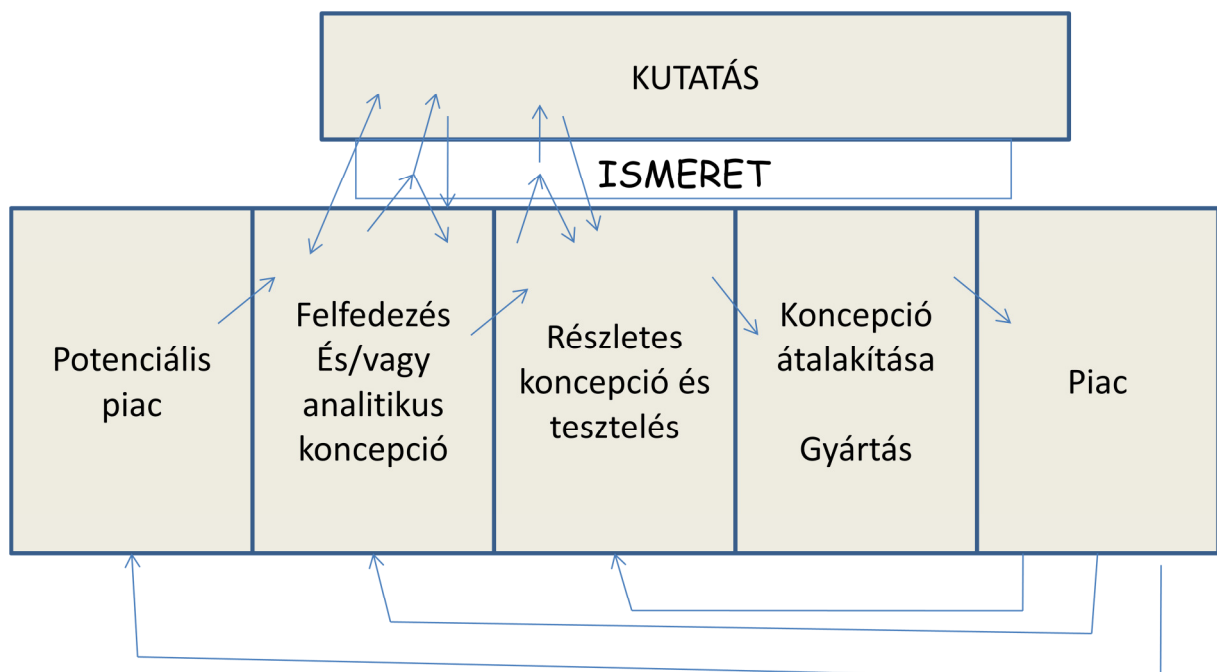 KUTATÁS
ISMERET
Potenciális
piac
Felfedezés
És/vagy
analitikus
koncepció
Részletes
koncepció és
tesztelés
Koncepció
átalakítása
Gyártás
Piac